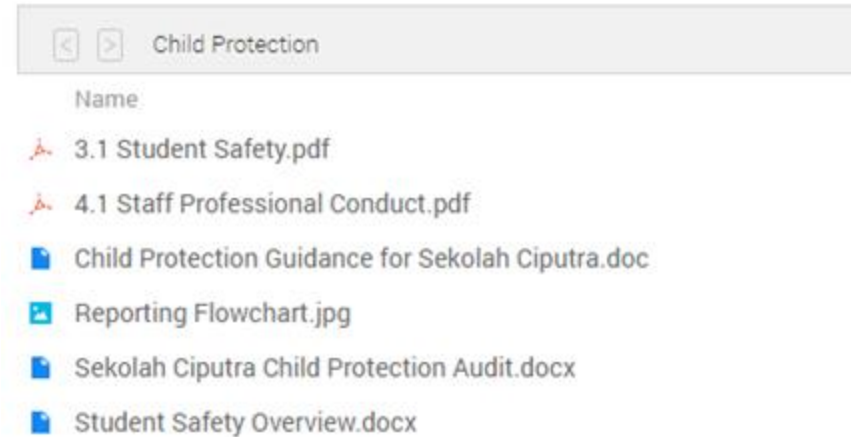 < > Child Protection
Name
3.1 Student Safety.pdf
4.1 Staff Professional Conduct.pdf
Child Protection Guidance for Sekolah Ciputra.doc
Reporting Flowchart.jpg
Sekolah Ciputra Child Protection Audit.docx
Student Safety Overview.docx